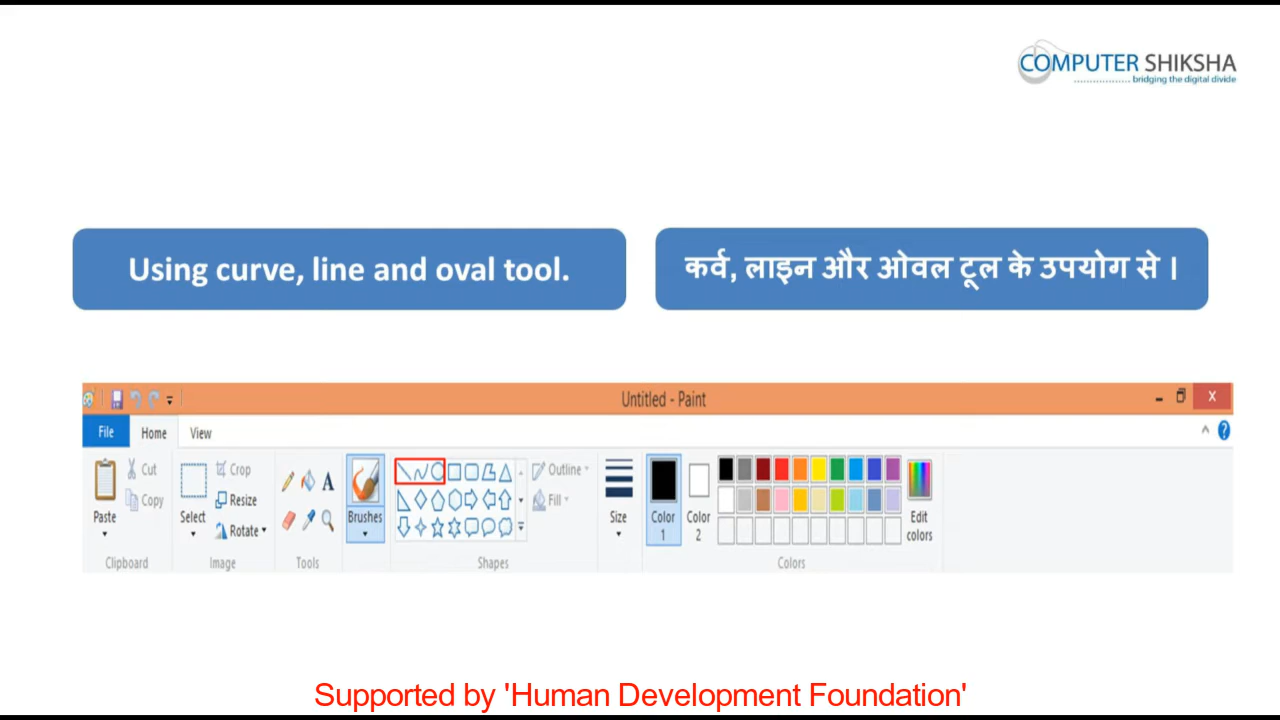 COMPUTER SHIKSHA
bridging the digital divide
Using curve, line and oval tool.
कर्व, लाइन और ओवल टूल के उपयोग से ।
Untitled - Paint
File Home View
Cut
Copy
Paste
Clipboard
Crop
Resize
Rotate
Select
Image
A
Tools
Brushes
Outline
Fill
Shapes
Size
Color 1
Color 2
Edit colors
Colors
Supported by 'Human Development Foundation'